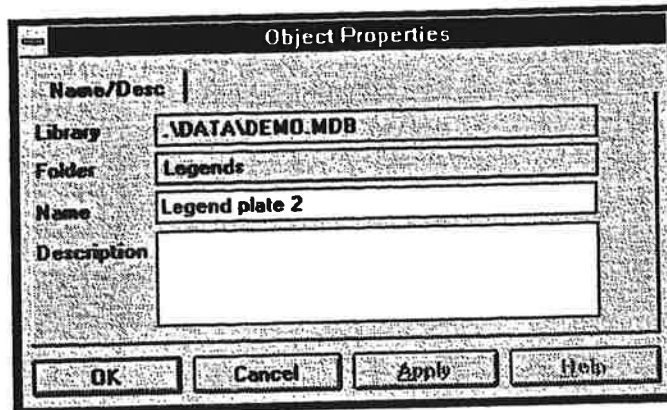 Object Properties
Name/Desc
Library .\DATA\DEMO.MDB
Folder Legends
Name Legend plate 2
Description
OK Cancel Apply Help